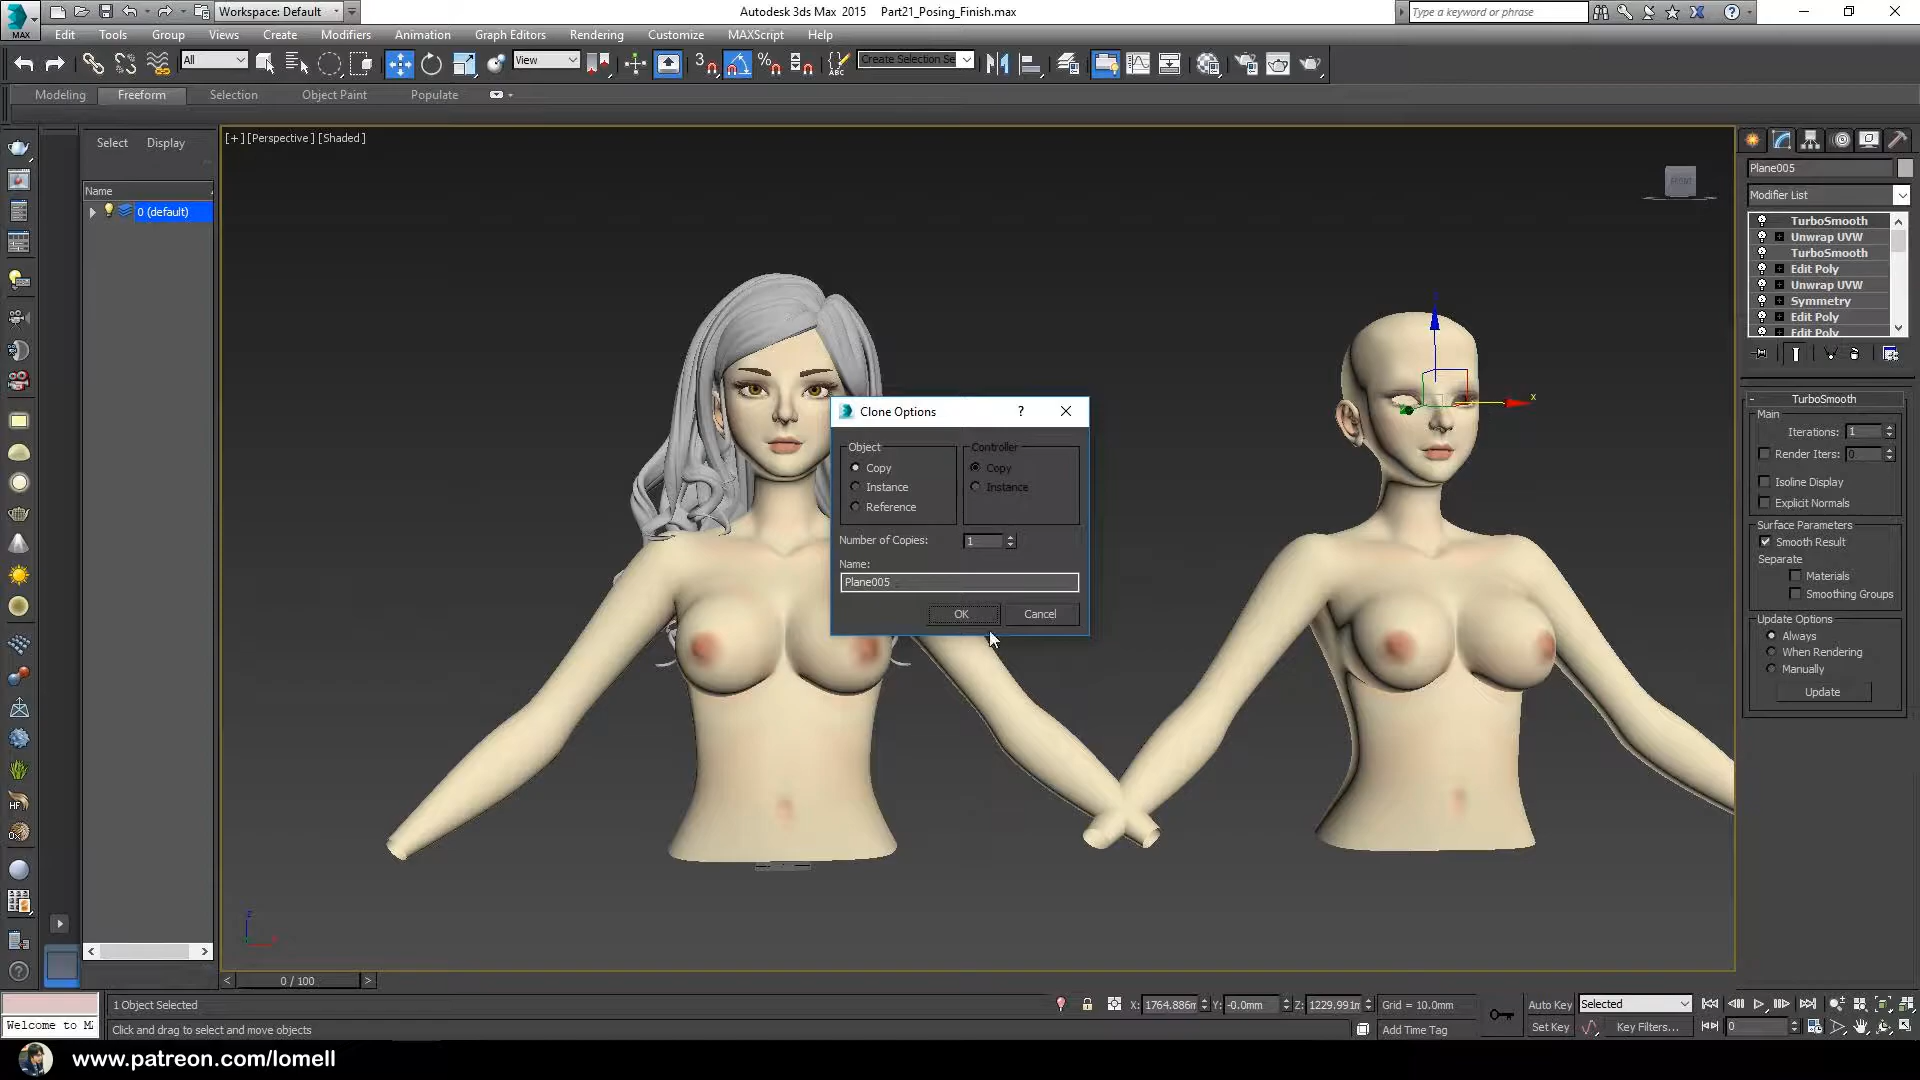 Workspace: Default
Autodesk 3ds Max 2015 Part21_Posing_Finish.max
Type a keyword or phrase
MAX
Edit Tools Group Views Create Modifiers Animation Graph Editors Rendering Customize MAXScript Help
All
View
3
ABC
Create Selection Se
Modeling Freeform Selection Object Paint Populate
Select Display
Name
0 (default)
[+] [Perspective] [Shaded]
FRONT
x
Plane005
Modifier List
TurboSmooth
Unwrap UVW
TurboSmooth
Edit Poly
Unwrap UVW
Symmetry
Edit Poly
Edit Poly
TurboSmooth
Main
Iterations: 1
Render Iters: 0
Isoline Display
Explicit Normals
Surface Parameters
Smooth Result
Separate
Materials
Smoothing Groups
Update Options
Always
When Rendering
Manually
Update
Clone Options
Object
Copy
Instance
Reference
Controller
Copy
Instance
Number of Copies: 1
Name:
Plane005
OK Cancel
HF
0 / 100
1 Object Selected
X: 1764.886m Y: -0.0mm Z: 1229.991m Grid = 10.0mm
Auto Key Selected
Welcome to M
Click and drag to select and move objects
Add Time Tag
Set Key Key Filters... 0
www.patreon.com/lomell